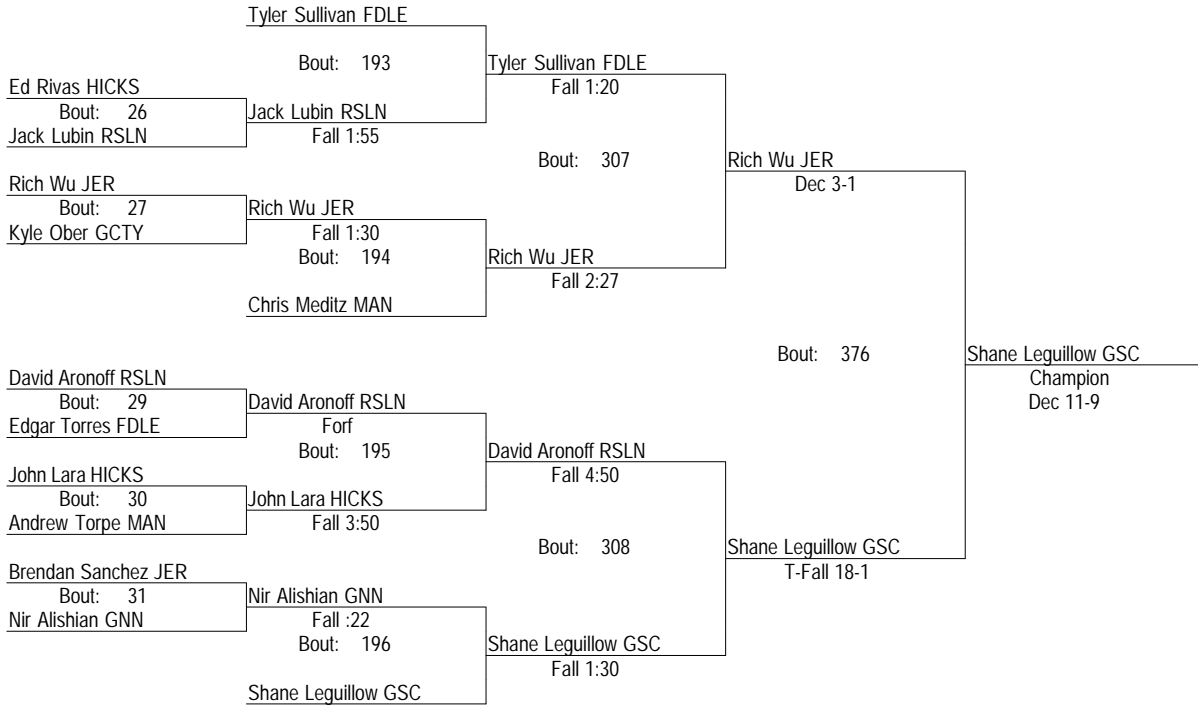 Tyler Sullivan FDLE
Bout: 193
Tyler Sullivan FDLE
Fall 1:20
Ed Rivas HICKS
Bout: 26
Jack Lubin RSLN
Jack Lubin RSLN
Fall 1:55
Bout: 307
Rich Wu JER
Dec 3-1
Rich Wu JER
Bout: 27
Kyle Ober GCTY
Rich Wu JER
Fall 1:30
Bout: 194
Rich Wu JER
Fall 2:27
Chris Meditz MAN
Bout: 376
Shane Leguillow GSC
Champion
Dec 11-9
David Aronoff RSLN
Bout: 29
Edgar Torres FDLE
David Aronoff RSLN
Forf
Bout: 195
David Aronoff RSLN
Fall 4:50
John Lara HICKS
Bout: 30
Andrew Torpe MAN
John Lara HICKS
Fall 3:50
Bout: 308
Shane Leguillow GSC
T-Fall 18-1
Brendan Sanchez JER
Bout: 31
Nir Alishian GNN
Nir Alishian GNN
Fall :22
Bout: 196
Shane Leguillow GSC
Fall 1:30
Shane Leguillow GSC